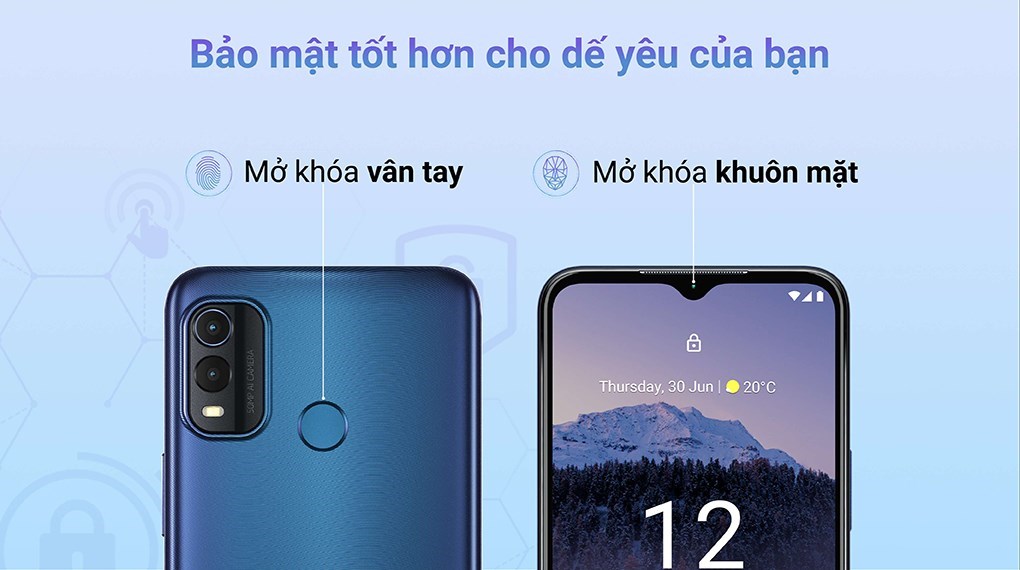 Bảo mật tốt hơn cho dế yêu của bạn
Mở khóa vân tay
Mở khóa khuôn mặt
50MP AI CAMERA
Thursday, 30 Jun | 20°C
12